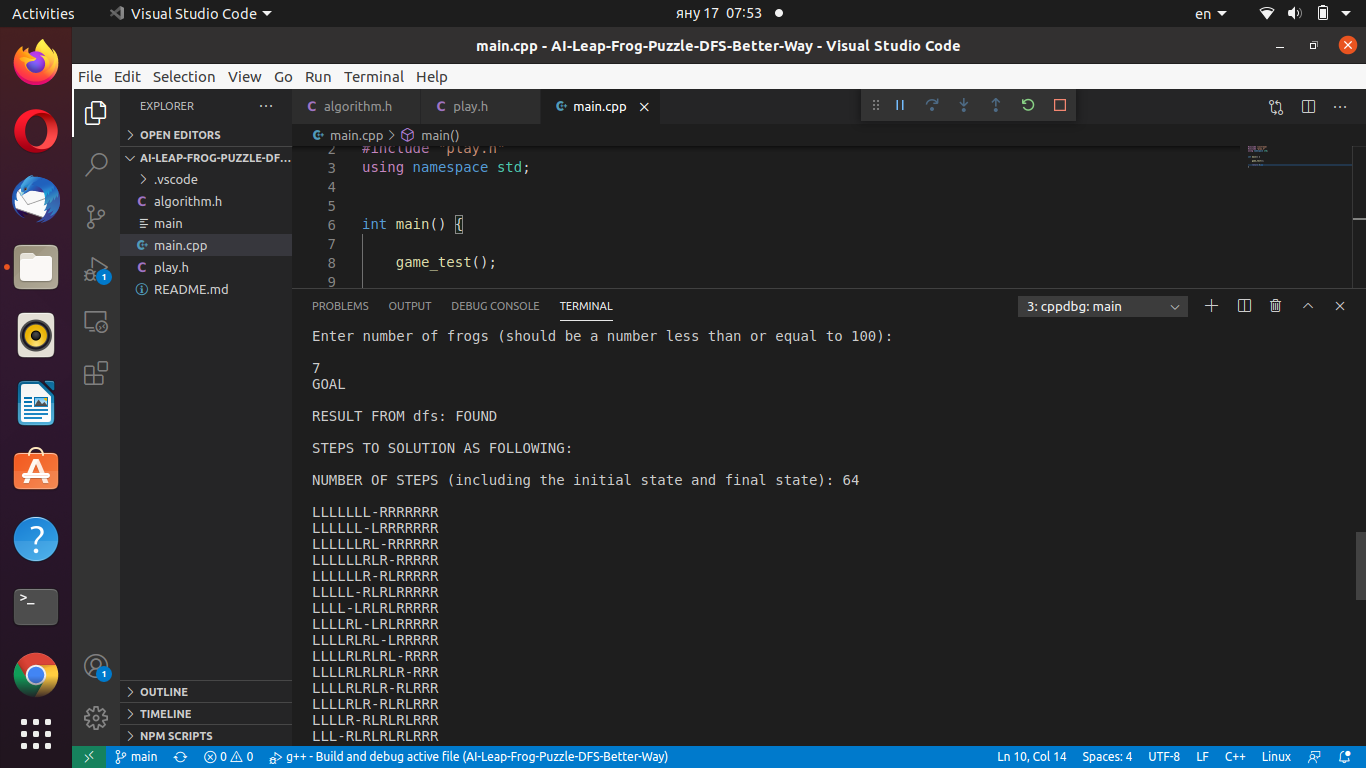 Activities Visual Studio Code яну 17 07:53 en
main.cpp - AI-Leap-Frog-Puzzle-DFS-Better-Way - Visual Studio Code
File Edit Selection View Go Run Terminal Help
EXPLORER
OPEN EDITORS
AI-LEAP-FROG-PUZZLE-DF...
.vscode
algorithm.h
main
main.cpp
play.h
README.md
OUTLINE
TIMELINE
NPM SCRIPTS
1
1
algorithm.h play.h main.cpp
main.cpp > main()
2 #include "play.h"
3 using namespace std;
4
5
6 int main() {
7
8 game_test();
9
PROBLEMS OUTPUT DEBUG CONSOLE TERMINAL 3: cppdbg: main
Enter number of frogs (should be a number less than or equal to 100):
7
GOAL
RESULT FROM dfs: FOUND
STEPS TO SOLUTION AS FOLLOWING:
NUMBER OF STEPS (including the initial state and final state): 64
LLLLLLL-RRRRRRR
LLLLLL-LRRRRRRR
LLLLLLRL-RRRRRR
LLLLLLRLR-RRRRR
LLLLLLR-RLRRRRR
LLLLL-RLRLRRRRR
LLLL-LRLRLRRRRR
LLLLRL-LRLRRRRR
LLLLRLRL-LRRRRR
LLLLRLRLRL-RRRR
LLLLRLRLRLR-RRR
LLLLRLRLR-RLRRR
LLLLRLR-RLRLRRR
LLLLR-RLRLRLRRR
LLL-RLRLRLRLRRR
main 0 0 g++ - Build and debug active file (AI-Leap-Frog-Puzzle-DFS-Better-Way) Ln 10, Col 14 Spaces: 4 UTF-8 LF C++ Linux